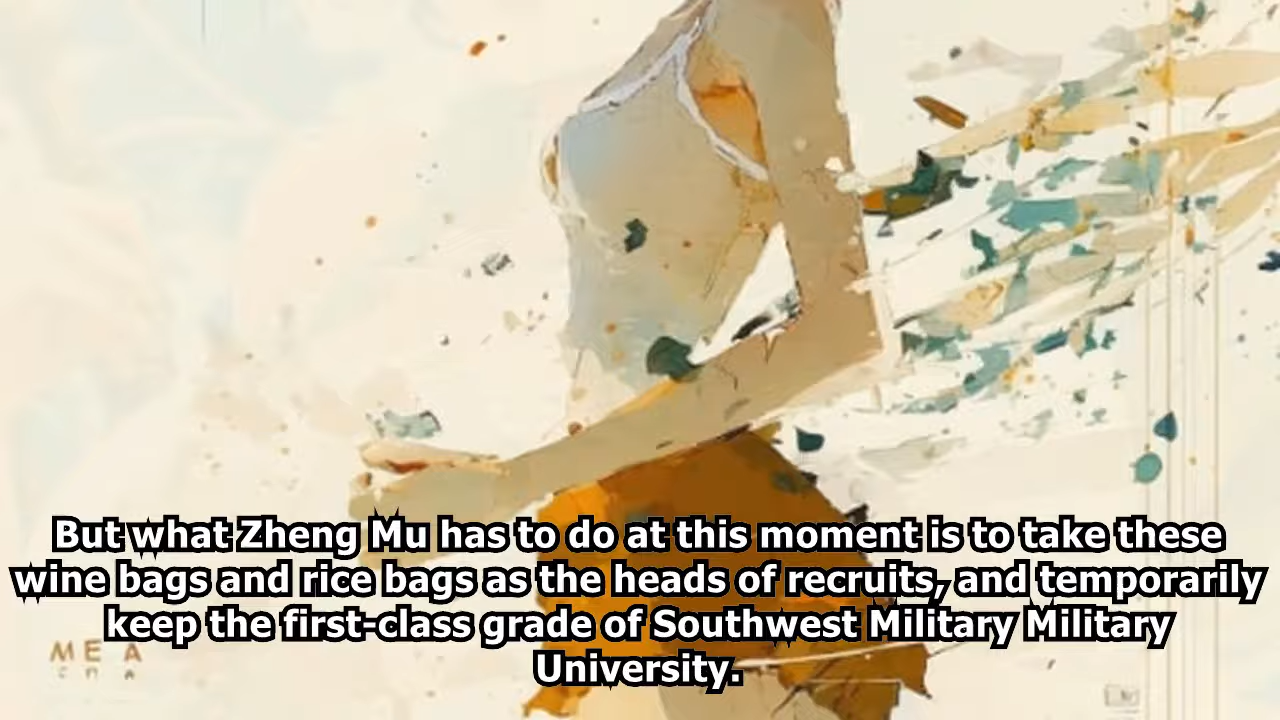 But what Zheng Mu has to do at this moment is to take these
wine bags and rice bags as the heads of recruits, and temporarily
keep the first-class grade of Southwest Military Military
University.
M E A